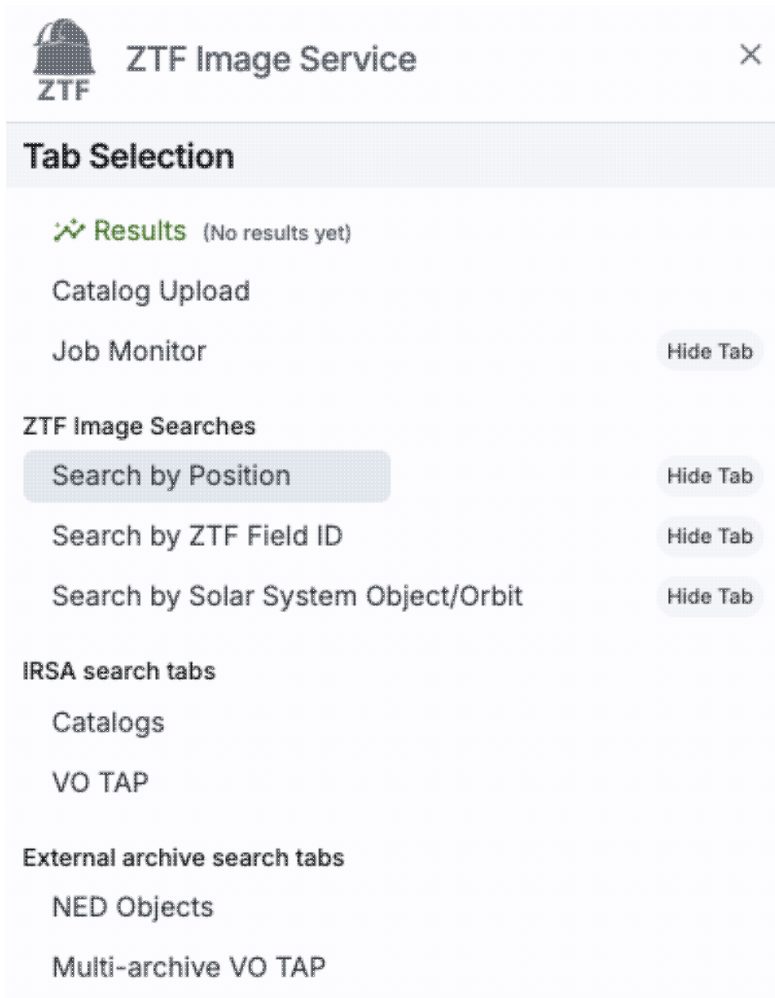 ZTF
ZTF Image Service
Tab Selection
Results (No results yet)
Catalog Upload
Job Monitor Hide Tab
ZTF Image Searches
Search by Position Hide Tab
Search by ZTF Field ID Hide Tab
Search by Solar System Object/Orbit Hide Tab
IRSA search tabs
Catalogs
VO TAP
External archive search tabs
NED Objects
Multi-archive VO TAP